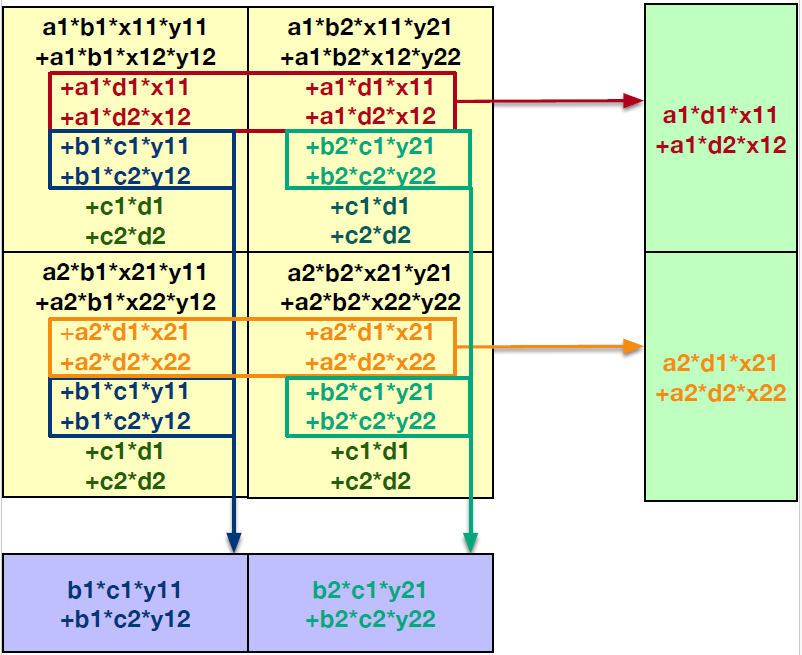 a1*b1*x11*y11
+a1*b1*x12*y12
+a1*d1*x11
+a1*d2*x12
+b1*c1*y11
+b1*c2*y12
+c1*d1
+c2*d2
a1*b2*x11*y21
+a1*b2*x12*y22
+a1*d1*x11
+a1*d2*x12
+b2*c1*y21
+b2*c2*y22
+c1*d1
+c2*d2
a1*d1*x11
+a1*d2*x12
a2*b1*x21*y11
+a2*b1*x22*y12
+a2*d1*x21
+a2*d2*x22
+b1*c1*y11
+b1*c2*y12
+c1*d1
+c2*d2
a2*b2*x21*y21
+a2*b2*x22*y22
+a2*d1*x21
+a2*d2*x22
+b2*c1*y21
+b2*c2*y22
+c1*d1
+c2*d2
a2*d1*x21
+a2*d2*x22
b1*c1*y11
+b1*c2*y12
b2*c1*y21
+b2*c2*y22